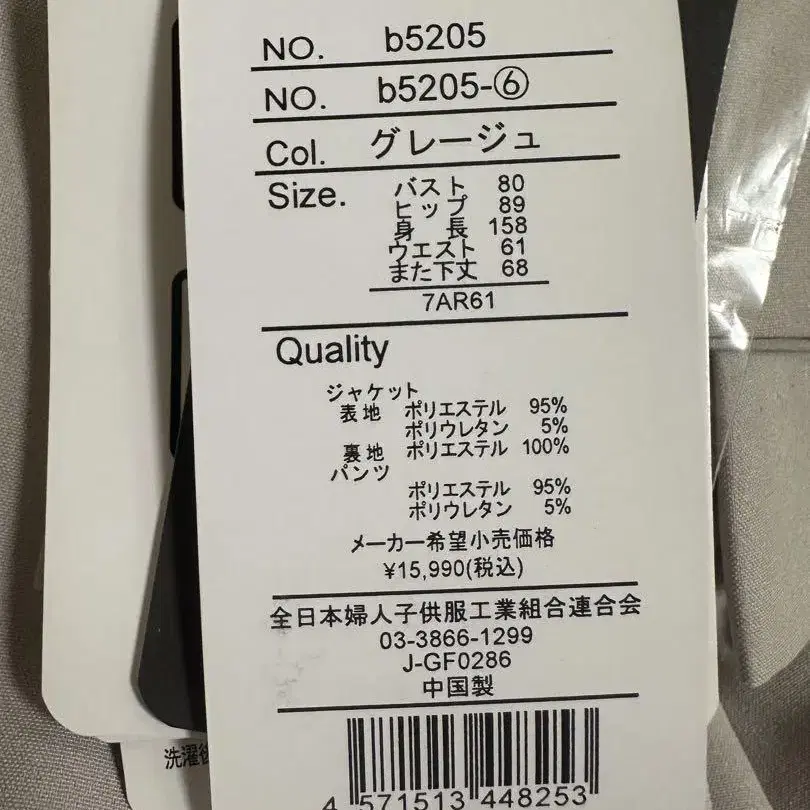 NO. b5205
NO. b5205-⑥
Col. グレージュ
Size. バスト 80
ヒップ 89
身長 158
ウエスト 61
また下丈 68
7AR61
Quality
ジャケット
表地 ポリエステル 95%
ポリウレタン 5%
裏地 ポリエステル 100%
パンツ
ポリエステル 95%
ポリウレタン 5%
メーカー希望小売価格
¥15,990(税込)
全日本婦人子供服工業組合連合会
03-3866-1299
J-GF0286
中国製
洗濯後
4 571513 448253